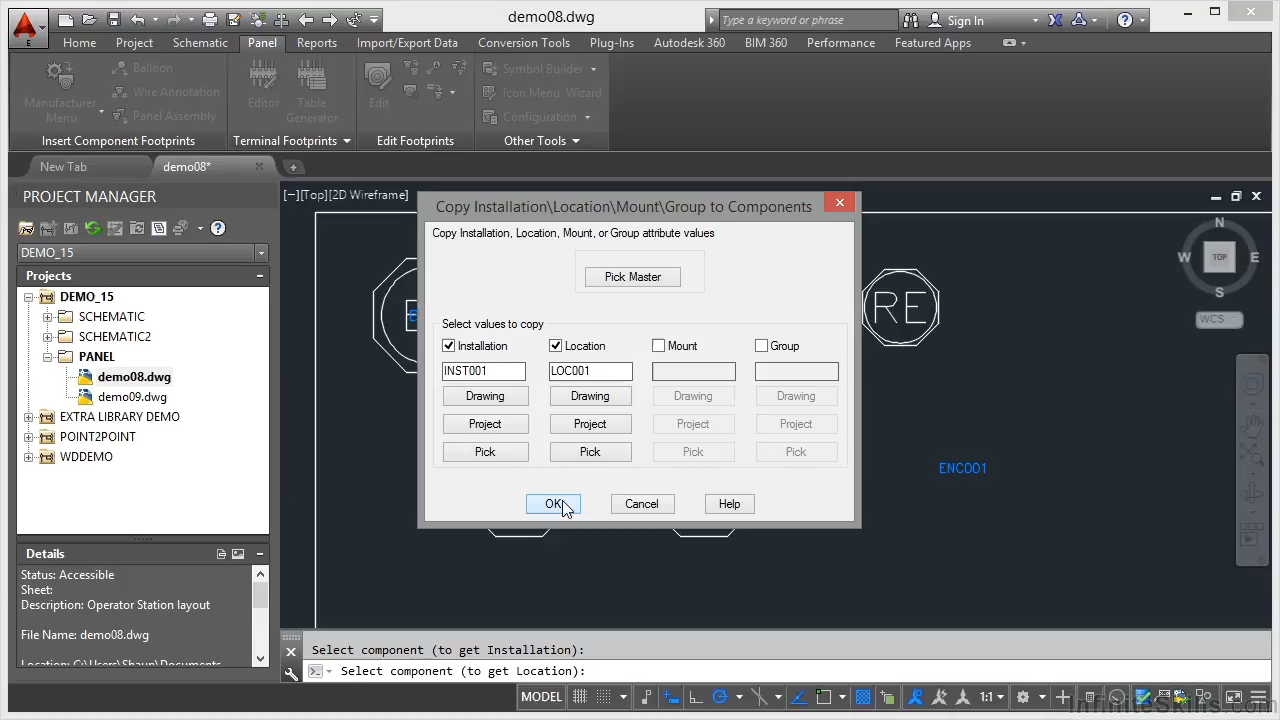 demo08.dwg
Type a keyword or phrase
Sign In
E
Home Project Schematic Panel Reports Import/Export Data Conversion Tools Plug-Ins Autodesk 360 BIM 360 Performance Featured Apps
Manufacturer Menu
Balloon
Wire Annotation
Panel Assembly
Insert Component Footprints
Editor
Table Generator
Terminal Footprints
Edit
Edit Footprints
Symbol Builder
Icon Menu Wizard
Configuration
Other Tools
New Tab
demo08*
PROJECT MANAGER
DEMO_15
Projects
DEMO_15
SCHEMATIC
SCHEMATIC2
PANEL
demo08.dwg
demo09.dwg
EXTRA LIBRARY DEMO
POINT2POINT
WDDEMO
Details
Status: Accessible
Sheet:
Description: Operator Station layout
File Name: demo08.dwg
Location: C:\Users\Shaun\Documents
[−][Top][2D Wireframe]
Copy Installation\Location\Mount\Group to Components
Copy Installation, Location, Mount, or Group attribute values
Pick Master
Select values to copy
Installation Location Mount Group
INST001 LOC001
Drawing Drawing Drawing Drawing
Project Project Project Project
Pick Pick Pick Pick
OK Cancel Help
RE
ENC001
N
W TOP E
S
WCS
Select component (to get Installation):
Select component (to get Location):
MODEL
1:1
InfiniteSkills.com